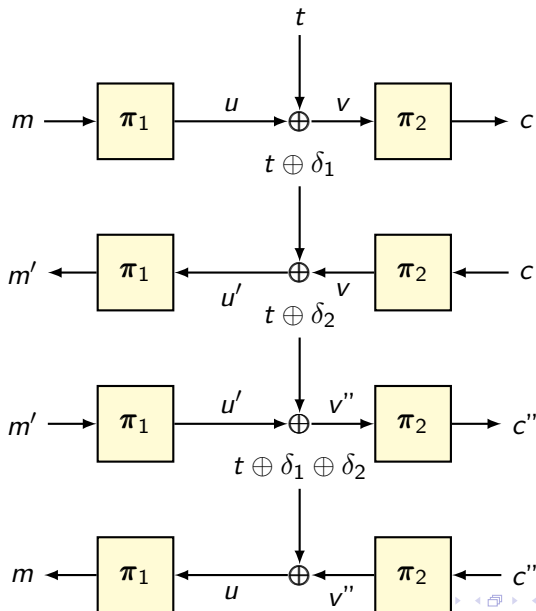 t
m π₁ u ⊕ v π₂ c
t ⊕ δ₁
m′ π₁ u′ ⊕ v π₂ c
t ⊕ δ₂
m′ π₁ u′ ⊕ v" π₂ c"
t ⊕ δ₁ ⊕ δ₂
m π₁ u ⊕ v" π₂ c"